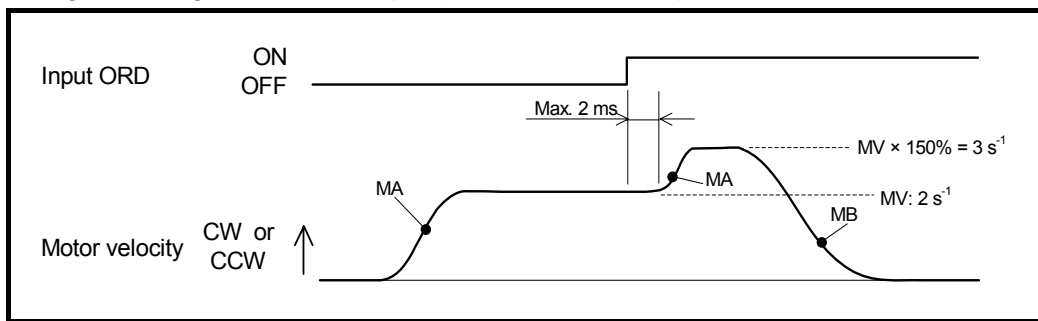 Input ORD
ON
OFF
Max. 2 ms
MV × 150% = 3 s-1
MA
MA
MV: 2 s-1
MB
Motor velocity
CW or
CCW